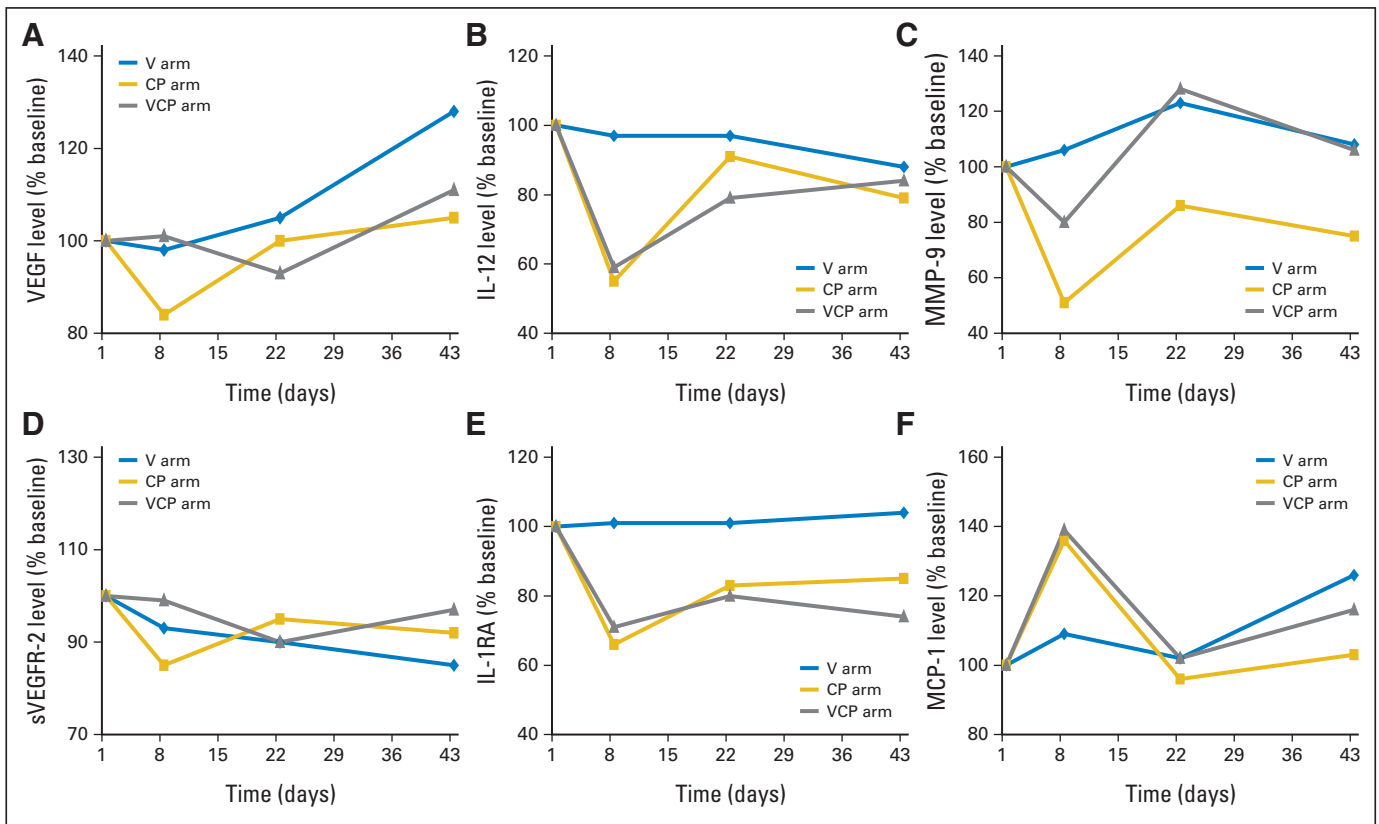 A
VEGF level (% baseline)
140
120
100
80
V arm
CP arm
VCP arm
1 8 15 22 29 36 43
Time (days)
B
IL-12 level (% baseline)
120
100
80
60
40
V arm
CP arm
VCP arm
1 8 15 22 29 36 43
Time (days)
C
MMP-9 level (% baseline)
140
120
100
80
60
40
V arm
CP arm
VCP arm
1 8 15 22 29 36 43
Time (days)
D
sVEGFR-2 level (% baseline)
130
110
90
70
V arm
CP arm
VCP arm
1 8 15 22 29 36 43
Time (days)
E
IL-1RA (% baseline)
120
100
80
60
40
V arm
CP arm
VCP arm
1 8 15 22 29 36 43
Time (days)
F
MCP-1 level (% baseline)
160
140
120
100
80
V arm
CP arm
VCP arm
1 8 15 22 29 36 43
Time (days)